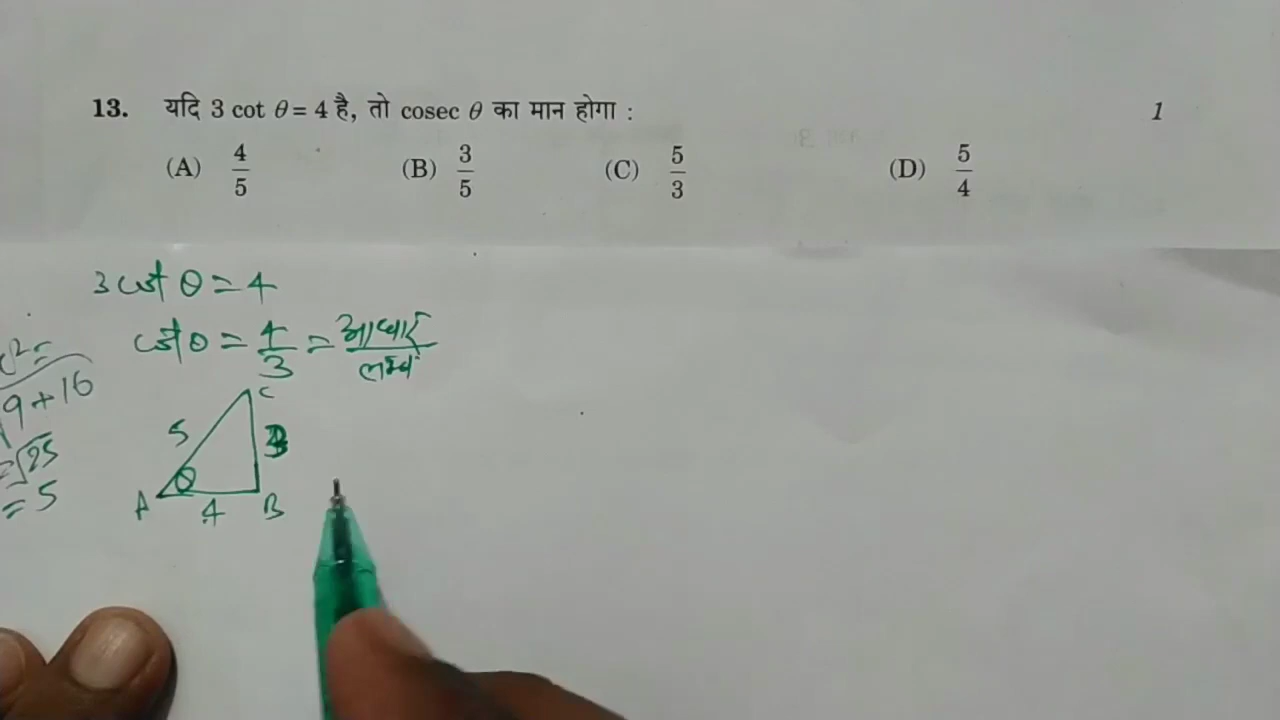 13. यदि 3 cot θ = 4 है, तो cosec θ का मान होगा : 1
(A) 4/5 (B) 3/5 (C) 5/3 (D) 5/4
3 cot θ = 4
cot θ = 4/3 = आधार/लम्ब
C
5 3
θ
A 4 B
9+16
=√25
= 5